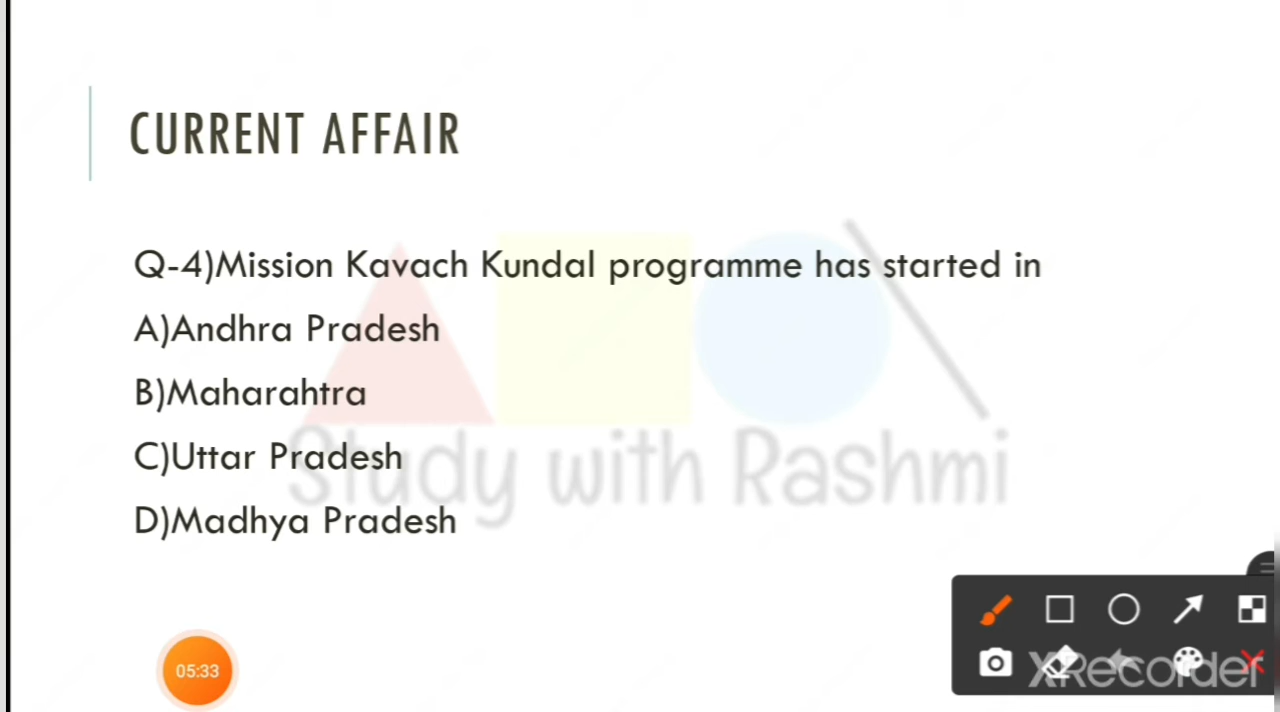 CURRENT AFFAIR
Q-4)Mission Kavach Kundal programme has started in
A)Andhra Pradesh
B)Maharahtra
C)Uttar Pradesh
D)Madhya Pradesh
Study with Rashmi
05:33
XRecorder